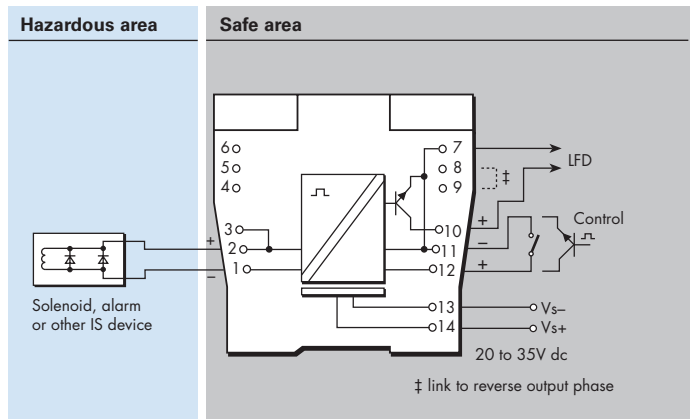 Hazardous area
Safe area
6
5
4
3
2
1
+
–
7
8
9
10
11
12
13
14
‡
LFD
+
–
+
Control
Vs–
Vs+
20 to 35V dc
‡ link to reverse output phase
Solenoid, alarm
or other IS device